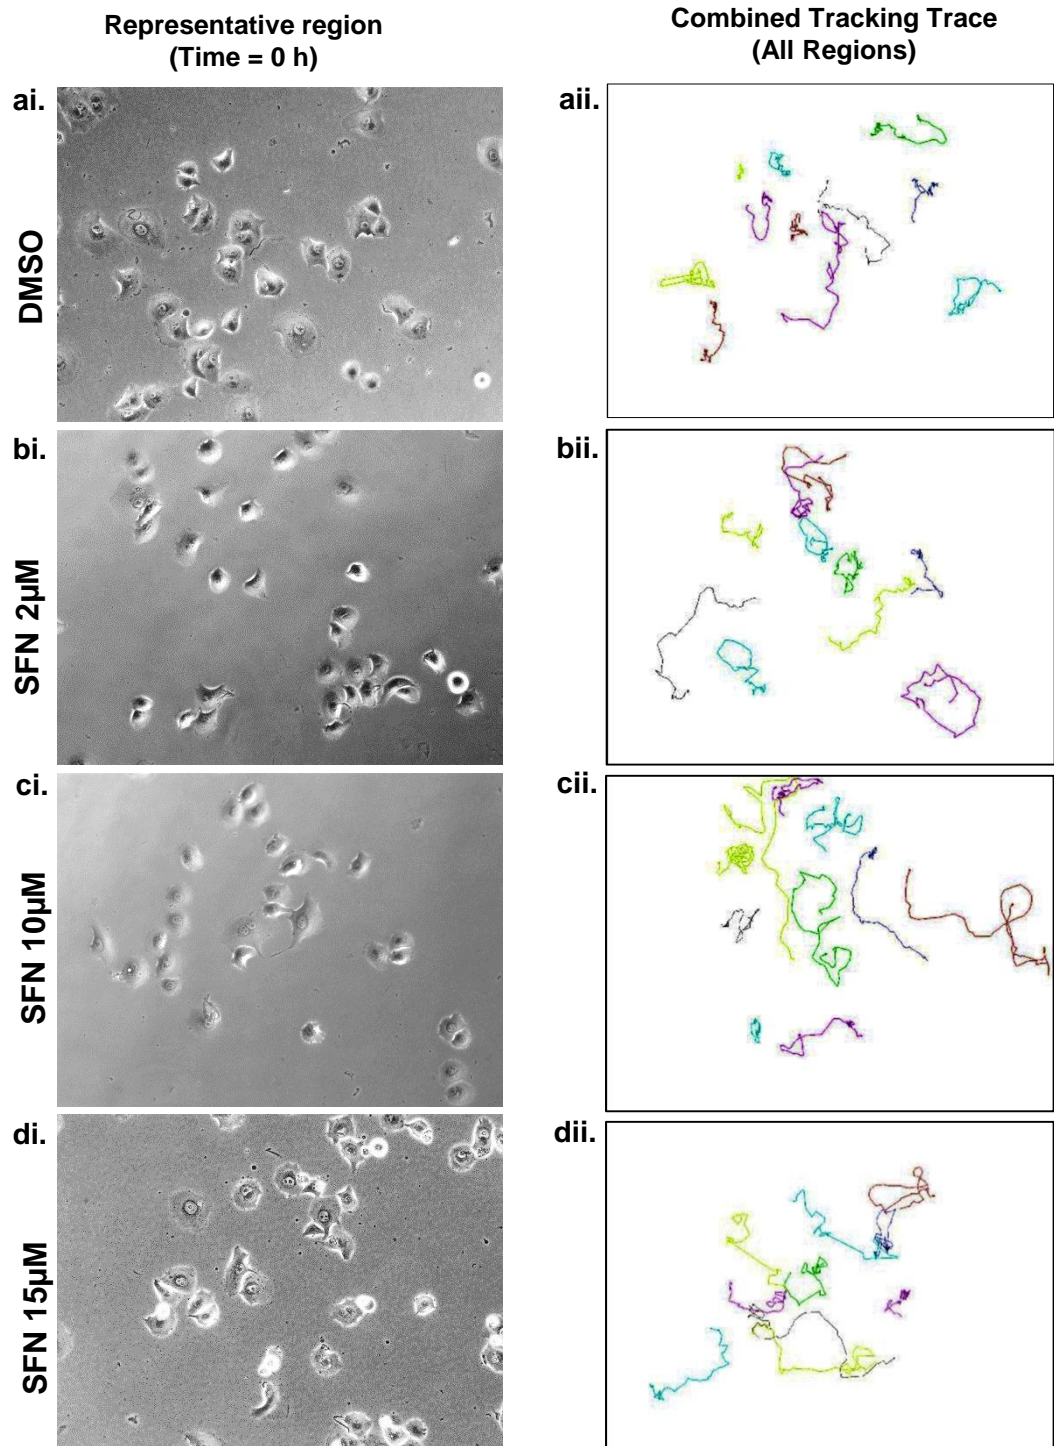 Representative region
(Time = 0 h)
Combined Tracking Trace
(All Regions)
ai.
aii.
DMSO
bi.
bii.
SFN 2µM
ci.
cii.
SFN 10µM
di.
dii.
SFN 15µM